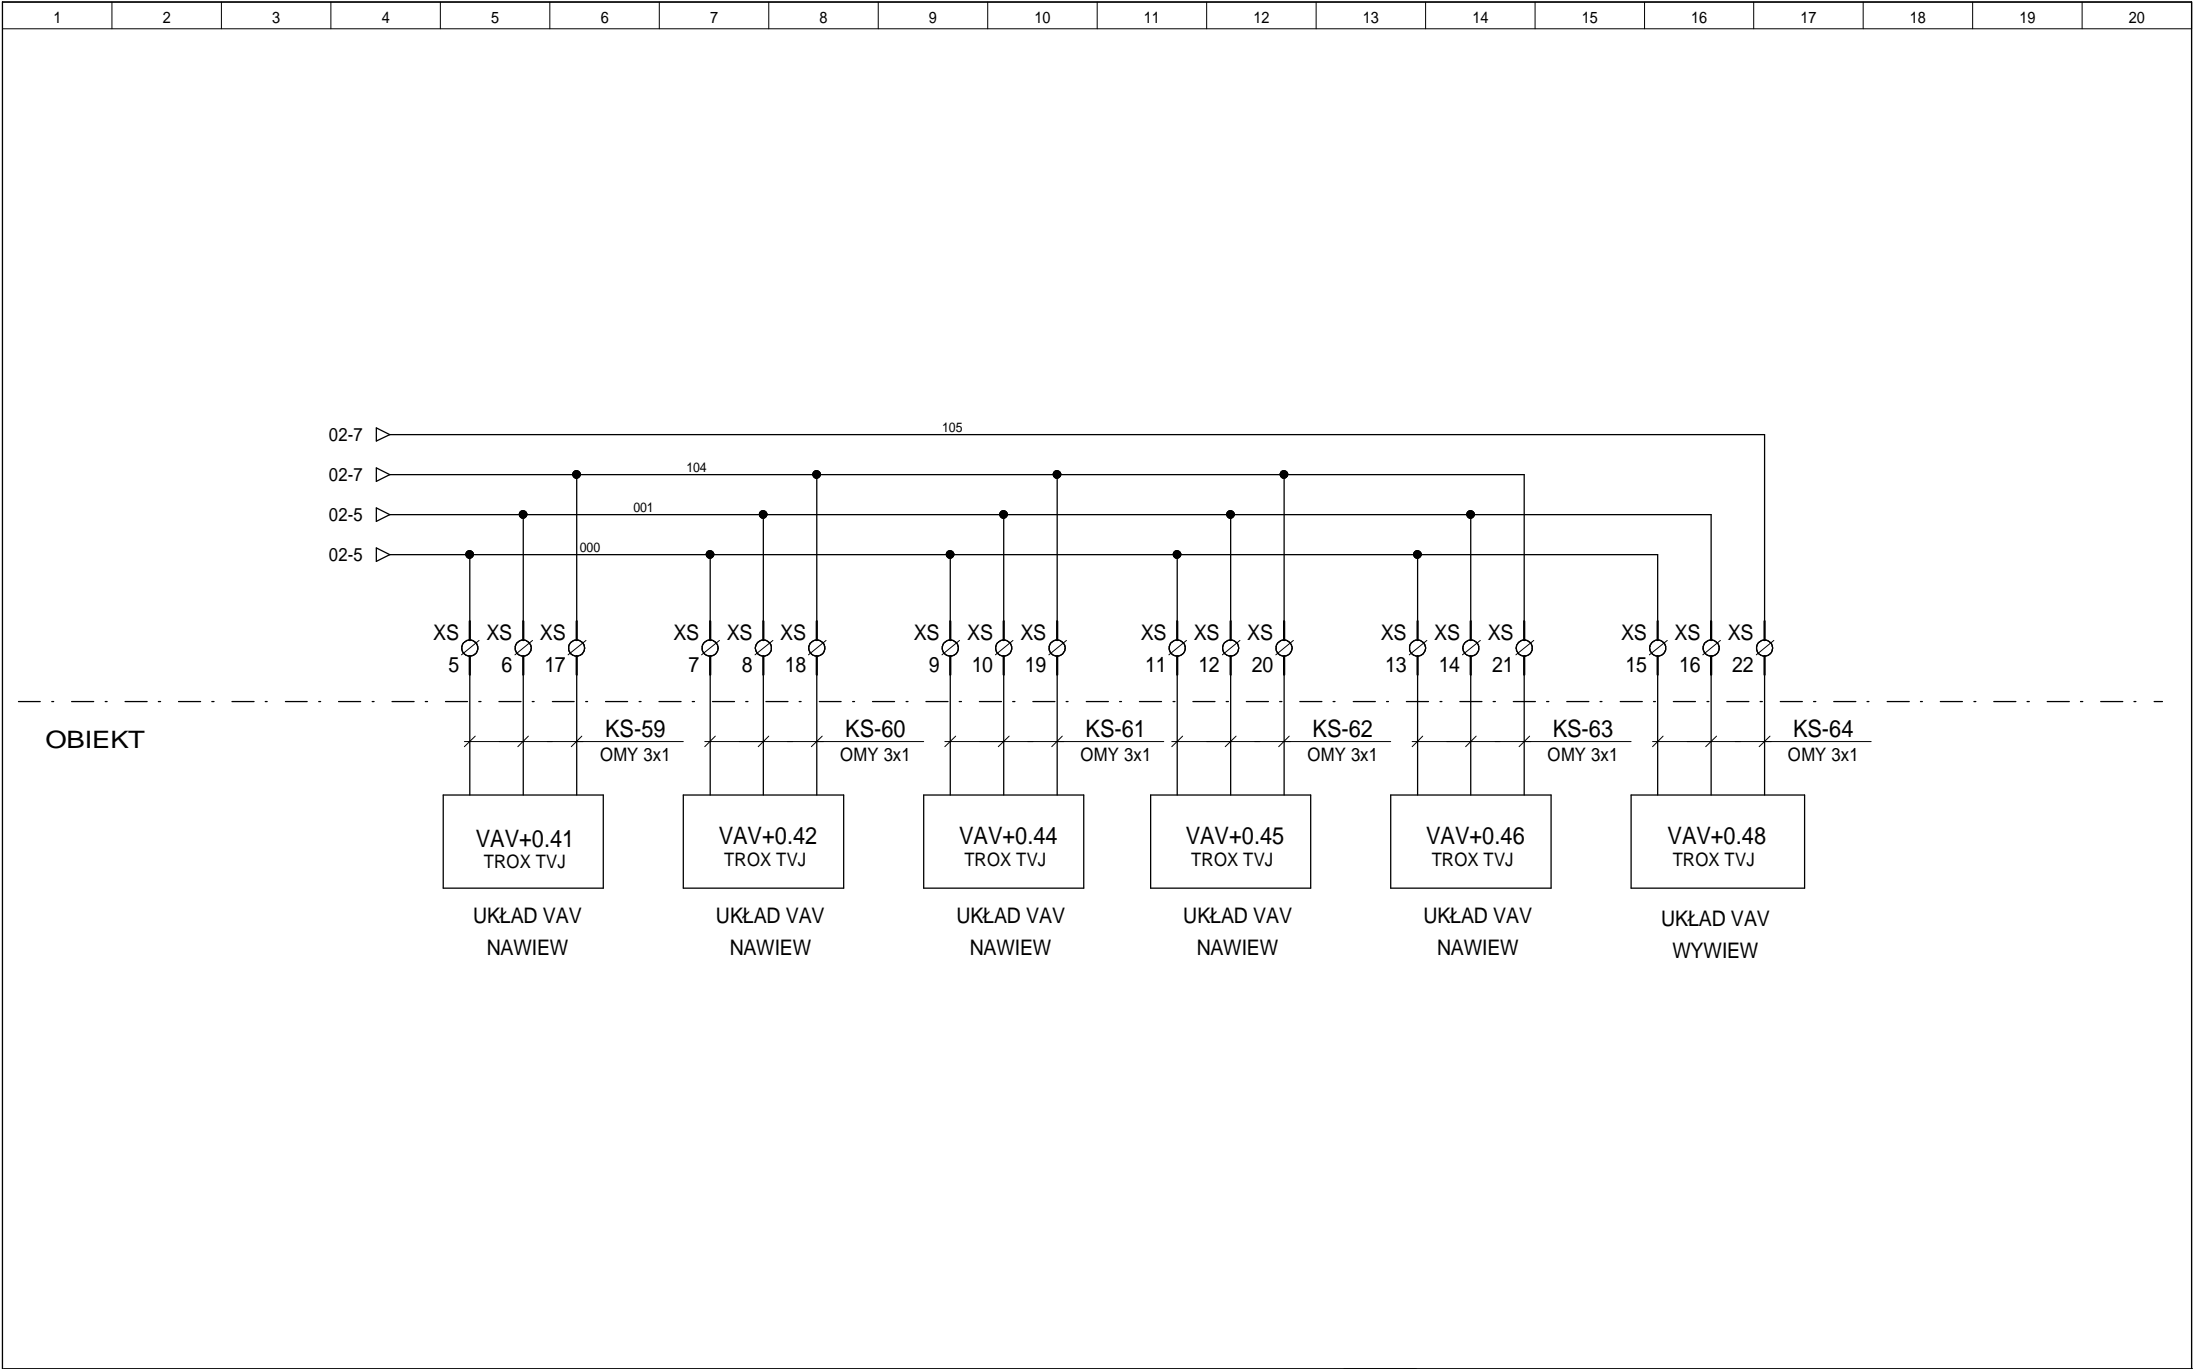 1 2 3 4 5 6 7 8 9 10 11 12 13 14 15 16 17 18 19 20
02-7 105
02-7 104
02-5 001
02-5 000
XS XS XS XS XS XS XS XS XS XS XS XS XS XS XS XS XS XS
5 6 17 7 8 18 9 10 19 11 12 20 13 14 21 15 16 22
OBIEKT
KS-59 KS-60 KS-61 KS-62 KS-63 KS-64
OMY 3x1 OMY 3x1 OMY 3x1 OMY 3x1 OMY 3x1 OMY 3x1
VAV+0.41 VAV+0.42 VAV+0.44 VAV+0.45 VAV+0.46 VAV+0.48
TROX TVJ TROX TVJ TROX TVJ TROX TVJ TROX TVJ TROX TVJ
UKŁAD VAV UKŁAD VAV UKŁAD VAV UKŁAD VAV UKŁAD VAV UKŁAD VAV
NAWIEW NAWIEW NAWIEW NAWIEW NAWIEW WYWIEW